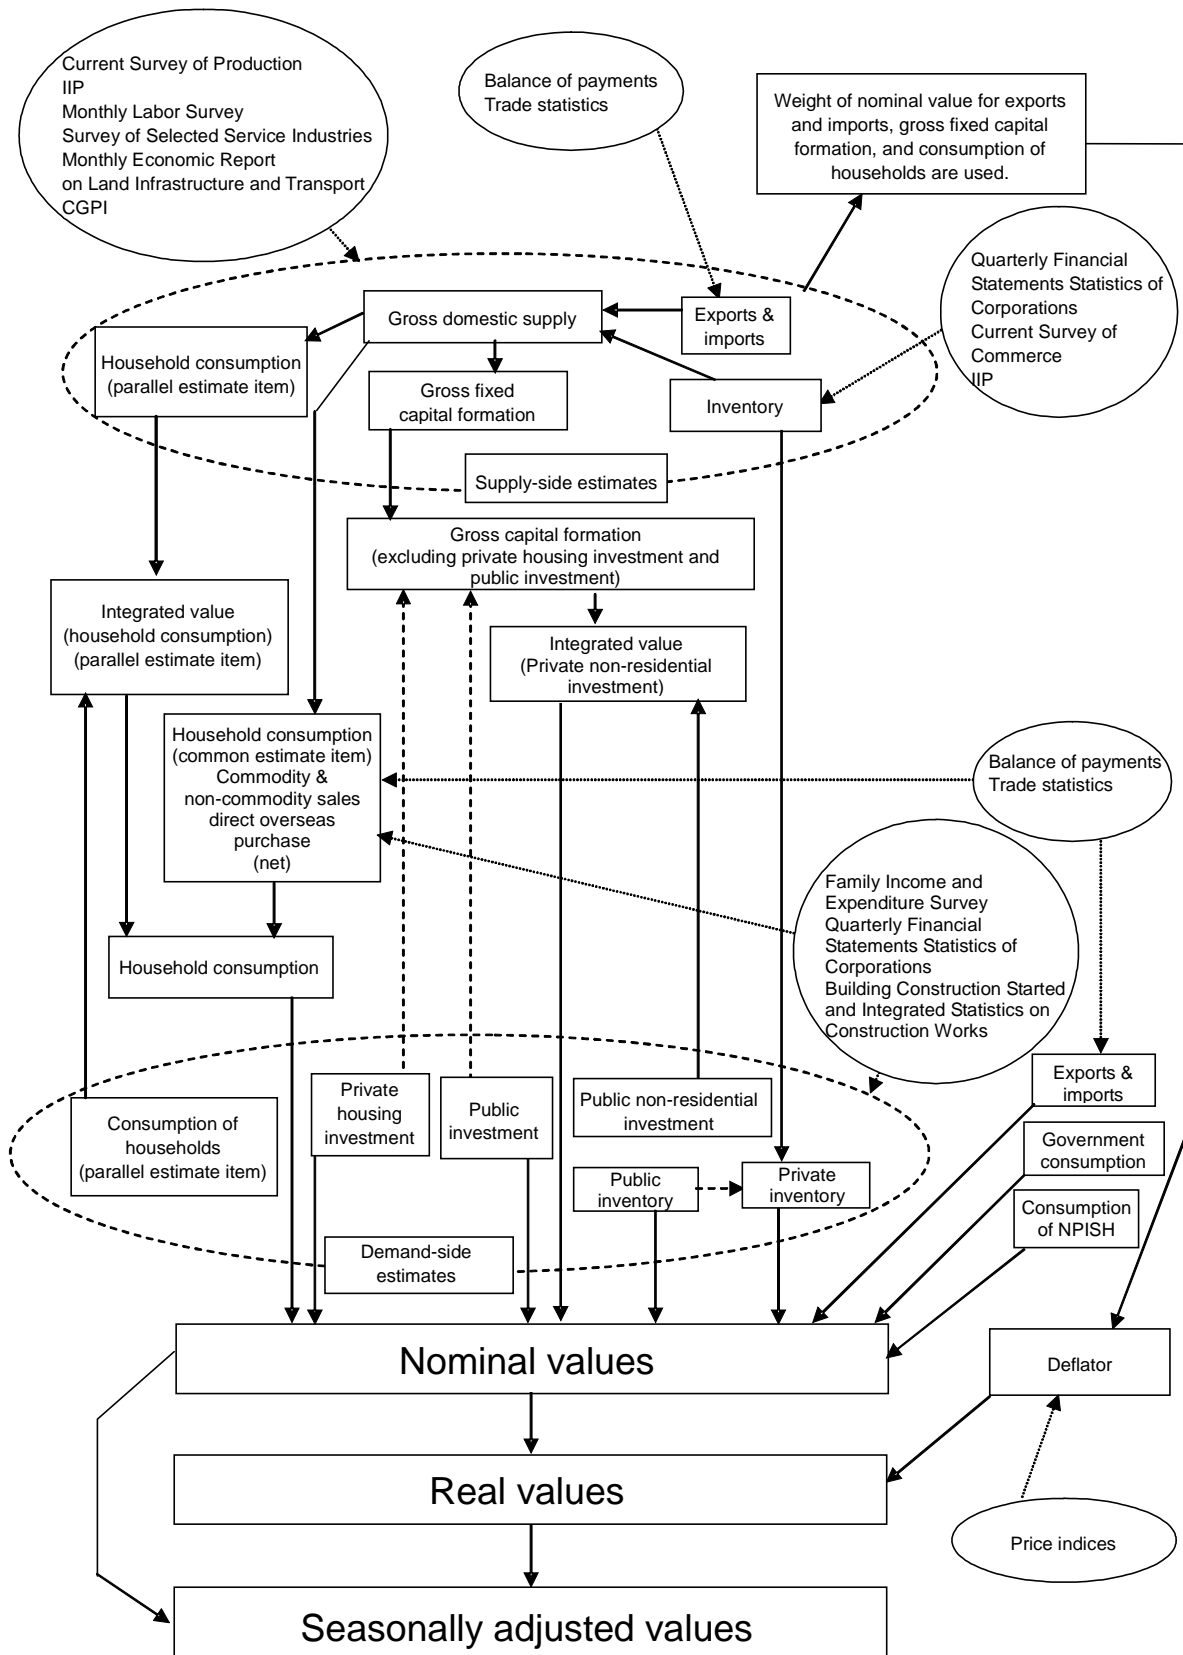 Current Survey of Production
IIP
Monthly Labor Survey
Survey of Selected Service Industries
Monthly Economic Report
on Land Infrastructure and Transport
CGPI
Balance of payments
Trade statistics
Weight of nominal value for exports
and imports, gross fixed capital
formation, and consumption of
households are used.
Quarterly Financial
Statements Statistics of
Corporations
Current Survey of
Commerce
IIP
Gross domestic supply
Exports &
imports
Household consumption
(parallel estimate item)
Gross fixed
capital formation
Inventory
Supply-side estimates
Gross capital formation
(excluding private housing investment and
public investment)
Integrated value
(household consumption)
(parallel estimate item)
Integrated value
(Private non-residential
investment)
Household consumption
(common estimate item)
Commodity &
non-commodity sales
direct overseas
purchase
(net)
Balance of payments
Trade statistics
Family Income and
Expenditure Survey
Quarterly Financial
Statements Statistics of
Corporations
Building Construction Started
and Integrated Statistics on
Construction Works
Household consumption
Exports &
imports
Private
housing
investment
Public
investment
Public non-residential
investment
Consumption of
households
(parallel estimate item)
Government
consumption
Public
inventory
Private
inventory
Consumption
of NPISH
Demand-side
estimates
Nominal values
Deflator
Real values
Price indices
Seasonally adjusted values